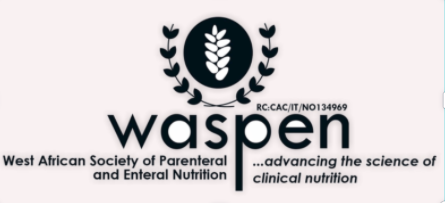 RC:CAC/IT/NO134969
waspen
West African Society of Parenteral
and Enteral Nutrition
...advancing the science of
clinical nutrition